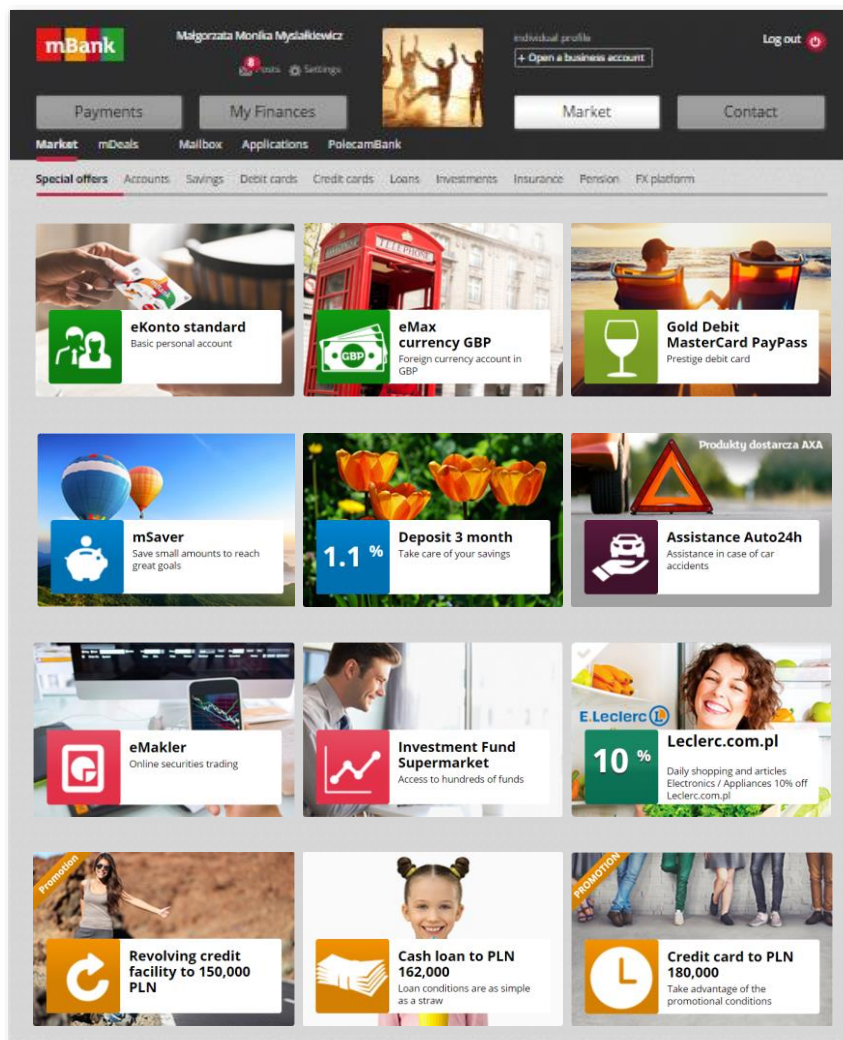 mBank
Małgorzata Monika Mysiałkiewicz
8
Posts Settings
individual profile
+ Open a business account
Log out
Payments
My Finances
Market
Contact
Market mDeals Mailbox Applications PolecamBank
Special offers Accounts Savings Debit cards Credit cards Loans Investments Insurance Pension FX platform
TELEPHONE
eKonto standard
Basic personal account
GBP
eMax
currency GBP
Foreign currency account in
GBP
Gold Debit
MasterCard PayPass
Prestige debit card
mSaver
Save small amounts to reach
great goals
1.1 %
Deposit 3 month
Take care of your savings
Produkty dostarcza AXA
Assistance Auto24h
Assistance in case of car
accidents
eMakler
Online securities trading
Investment Fund
Supermarket
Access to hundreds of funds
E.Leclerc L
10 %
Leclerc.com.pl
Daily shopping and articles
Electronics / Appliances 10% off
Leclerc.com.pl
Promotion
Revolving credit
facility to 150,000
PLN
Cash loan to PLN
162,000
Loan conditions are as simple
as a straw
PROMOTION
Credit card to PLN
180,000
Take advantage of the
promotional conditions